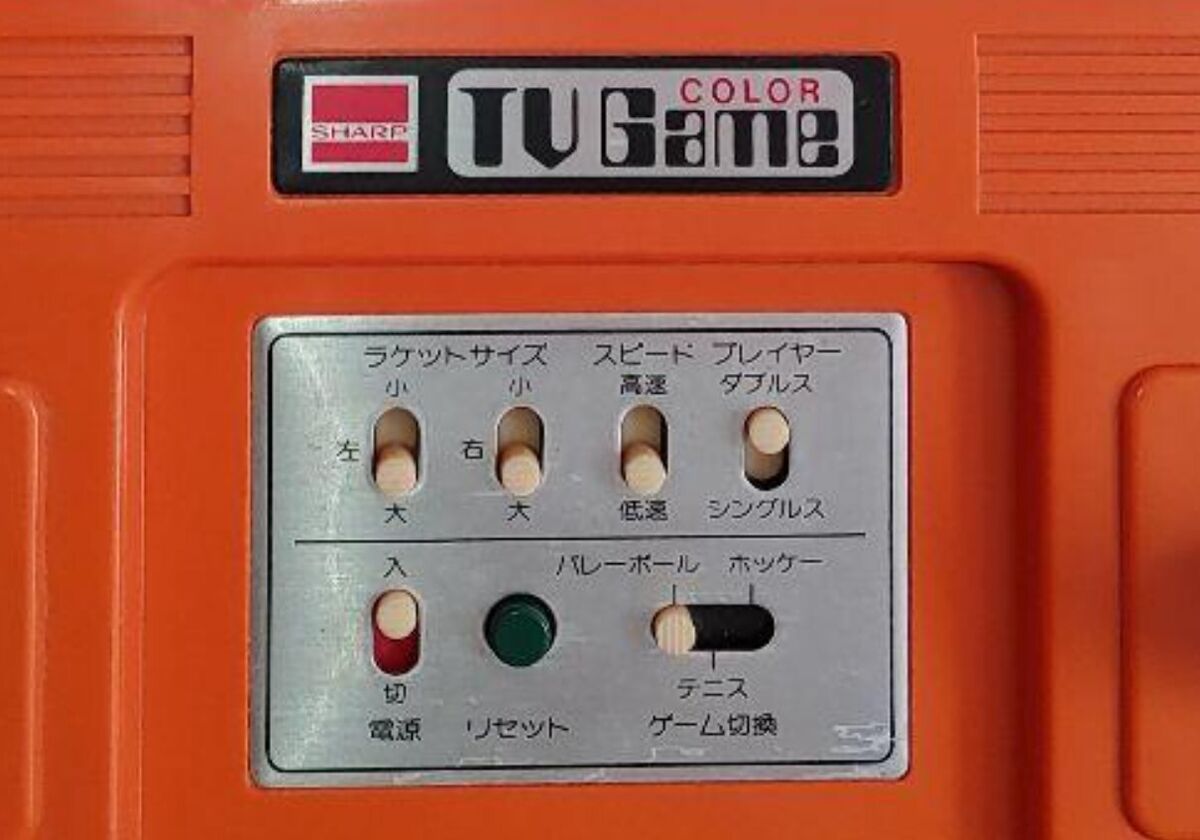 SHARP
COLOR
TV Game
ラケットサイズ スピード プレイヤー
小 小 高速 ダブルス
左 右
大 大 低速 シングルス
入 バレーボール ホッケー
切 テニス
電源 リセット ゲーム切換